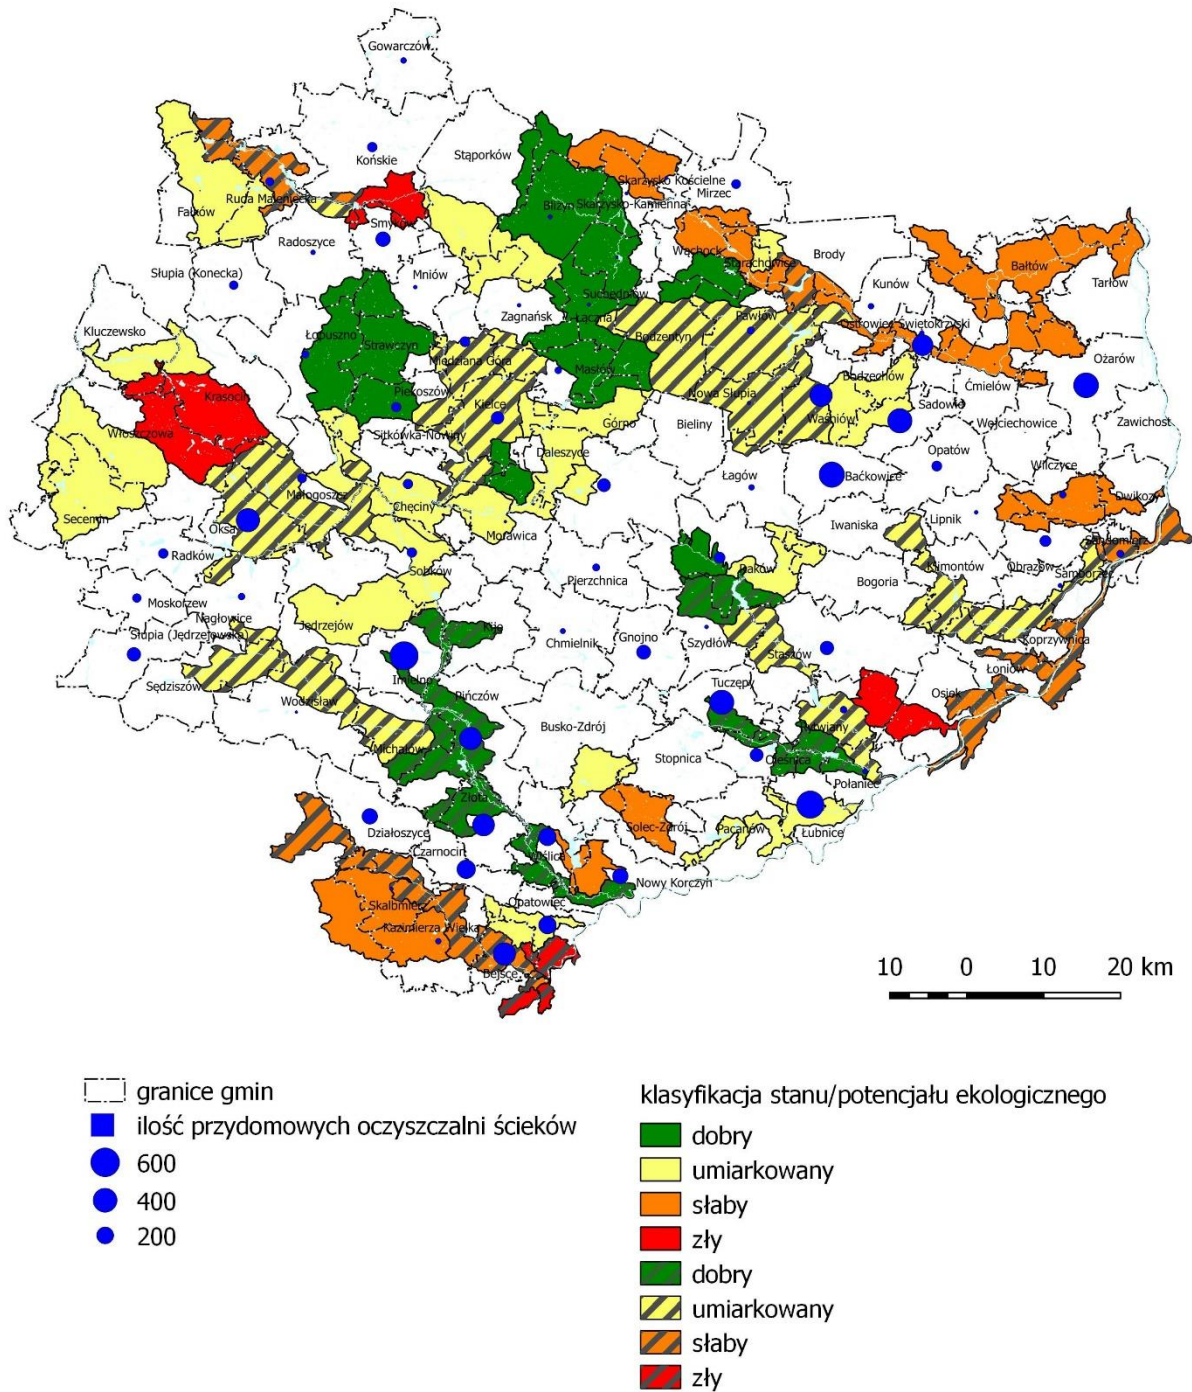 Gowarczów
Końskie
Stąporków
Skarżysko Kościelne
Mirzec
Ruda Maleniecka
Fałków
Smyków
Bliżyn
Skarżysko-Kamienna
Radoszyce
Wąchock
Starachowice
Brody
Bałtów
Tarłów
Kunów
Słupia (Konecka)
Mniów
Suchedniów
Zagnańsk
Łączna
Pawłów
Ostrowiec Świętokrzyski
Kluczewsko
Łopuszno
Strawczyn
Bodzentyn
Miedziana Góra
Masłów
Bodzechów
Ćmielów
Ożarów
Krasocin
Piekoszów
Kielce
Nowa Słupia
Waśniów
Sadowie
Wojciechowice
Zawichost
Włoszczowa
Sitkówka-Nowiny
Górno
Bieliny
Daleszyce
Opatów
Wilczyce
Dwikozy
Małogoszcz
Chęciny
Łagów
Baćkowice
Secemin
Oksa
Morawica
Iwaniska
Lipnik
Sandomierz
Radków
Sobków
Pierzchnica
Raków
Klimontów
Obrazów
Samborzec
Bogoria
Moskorzew
Nagłowice
Słupia (Jędrzejowska)
Jędrzejów
Kije
Chmielnik
Gnojno
Szydłów
Staszów
Koprzywnica
Łoniów
Sędziszów
Imielno
Pińczów
Tuczępy
Osiek
Wodzisław
Busko-Zdrój
Rytwiany
Michałów
Stopnica
Oleśnica
Połaniec
Złota
Działoszyce
Solec-Zdrój
Pacanów
Łubnice
Czarnocin
Wiślica
Nowy Korczyn
Skalbmierz
Opatowiec
Kazimierza Wielka
Bejsce
10 0 10 20 km
granice gmin
ilość przydomowych oczyszczalni ścieków
600
400
200
klasyfikacja stanu/potencjału ekologicznego
dobry
umiarkowany
słaby
zły
dobry
umiarkowany
słaby
zły